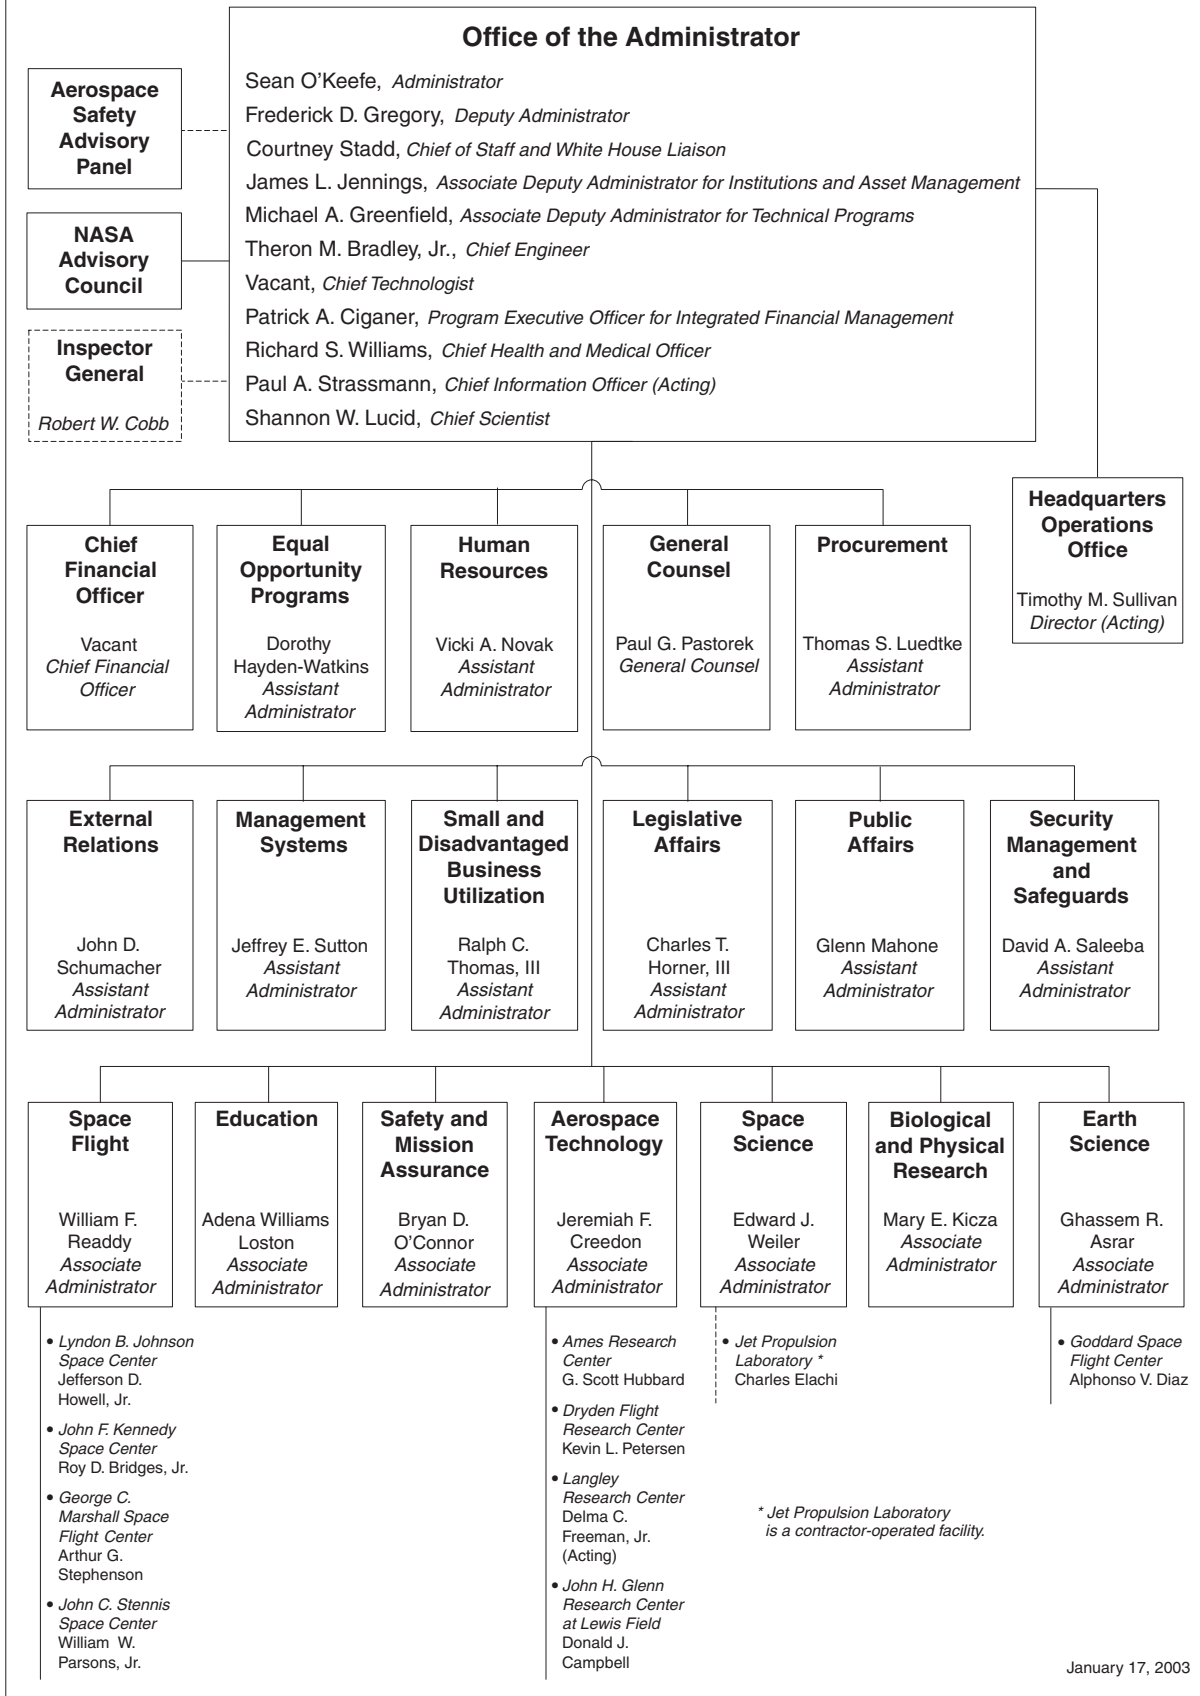 Office of the Administrator
Sean O'Keefe, Administrator
Frederick D. Gregory, Deputy Administrator
Courtney Stadd, Chief of Staff and White House Liaison
James L. Jennings, Associate Deputy Administrator for Institutions and Asset Management
Michael A. Greenfield, Associate Deputy Administrator for Technical Programs
Theron M. Bradley, Jr., Chief Engineer
Vacant, Chief Technologist
Patrick A. Ciganer, Program Executive Officer for Integrated Financial Management
Richard S. Williams, Chief Health and Medical Officer
Paul A. Strassmann, Chief Information Officer (Acting)
Shannon W. Lucid, Chief Scientist
Aerospace
Safety
Advisory
Panel
NASA
Advisory
Council
Inspector
General
Robert W. Cobb
Headquarters
Operations
Office
Timothy M. Sullivan
Director (Acting)
Chief
Financial
Officer
Vacant
Chief Financial
Officer
Equal
Opportunity
Programs
Dorothy
Hayden-Watkins
Assistant
Administrator
Human
Resources
Vicki A. Novak
Assistant
Administrator
General
Counsel
Paul G. Pastorek
General Counsel
Procurement
Thomas S. Luedtke
Assistant
Administrator
External
Relations
John D.
Schumacher
Assistant
Administrator
Management
Systems
Jeffrey E. Sutton
Assistant
Administrator
Small and
Disadvantaged
Business
Utilization
Ralph C.
Thomas, III
Assistant
Administrator
Legislative
Affairs
Charles T.
Horner, III
Assistant
Administrator
Public
Affairs
Glenn Mahone
Assistant
Administrator
Security
Management
and
Safeguards
David A. Saleeba
Assistant
Administrator
Space
Flight
William F.
Readdy
Associate
Administrator
• Lyndon B. Johnson
Space Center
Jefferson D.
Howell, Jr.
• John F. Kennedy
Space Center
Roy D. Bridges, Jr.
• George C.
Marshall Space
Flight Center
Arthur G.
Stephenson
• John C. Stennis
Space Center
William W.
Parsons, Jr.
Education
Adena Williams
Loston
Associate
Administrator
Safety and
Mission
Assurance
Bryan D.
O'Connor
Associate
Administrator
Aerospace
Technology
Jeremiah F.
Creedon
Associate
Administrator
• Ames Research
Center
G. Scott Hubbard
• Dryden Flight
Research Center
Kevin L. Petersen
• Langley
Research Center
Delma C.
Freeman, Jr.
(Acting)
• John H. Glenn
Research Center
at Lewis Field
Donald J.
Campbell
Space
Science
Edward J.
Weiler
Associate
Administrator
• Jet Propulsion
Laboratory *
Charles Elachi
Biological
and Physical
Research
Mary E. Kicza
Associate
Administrator
Earth
Science
Ghassem R.
Asrar
Associate
Administrator
• Goddard Space
Flight Center
Alphonso V. Diaz
* Jet Propulsion Laboratory
is a contractor-operated facility.
January 17, 2003